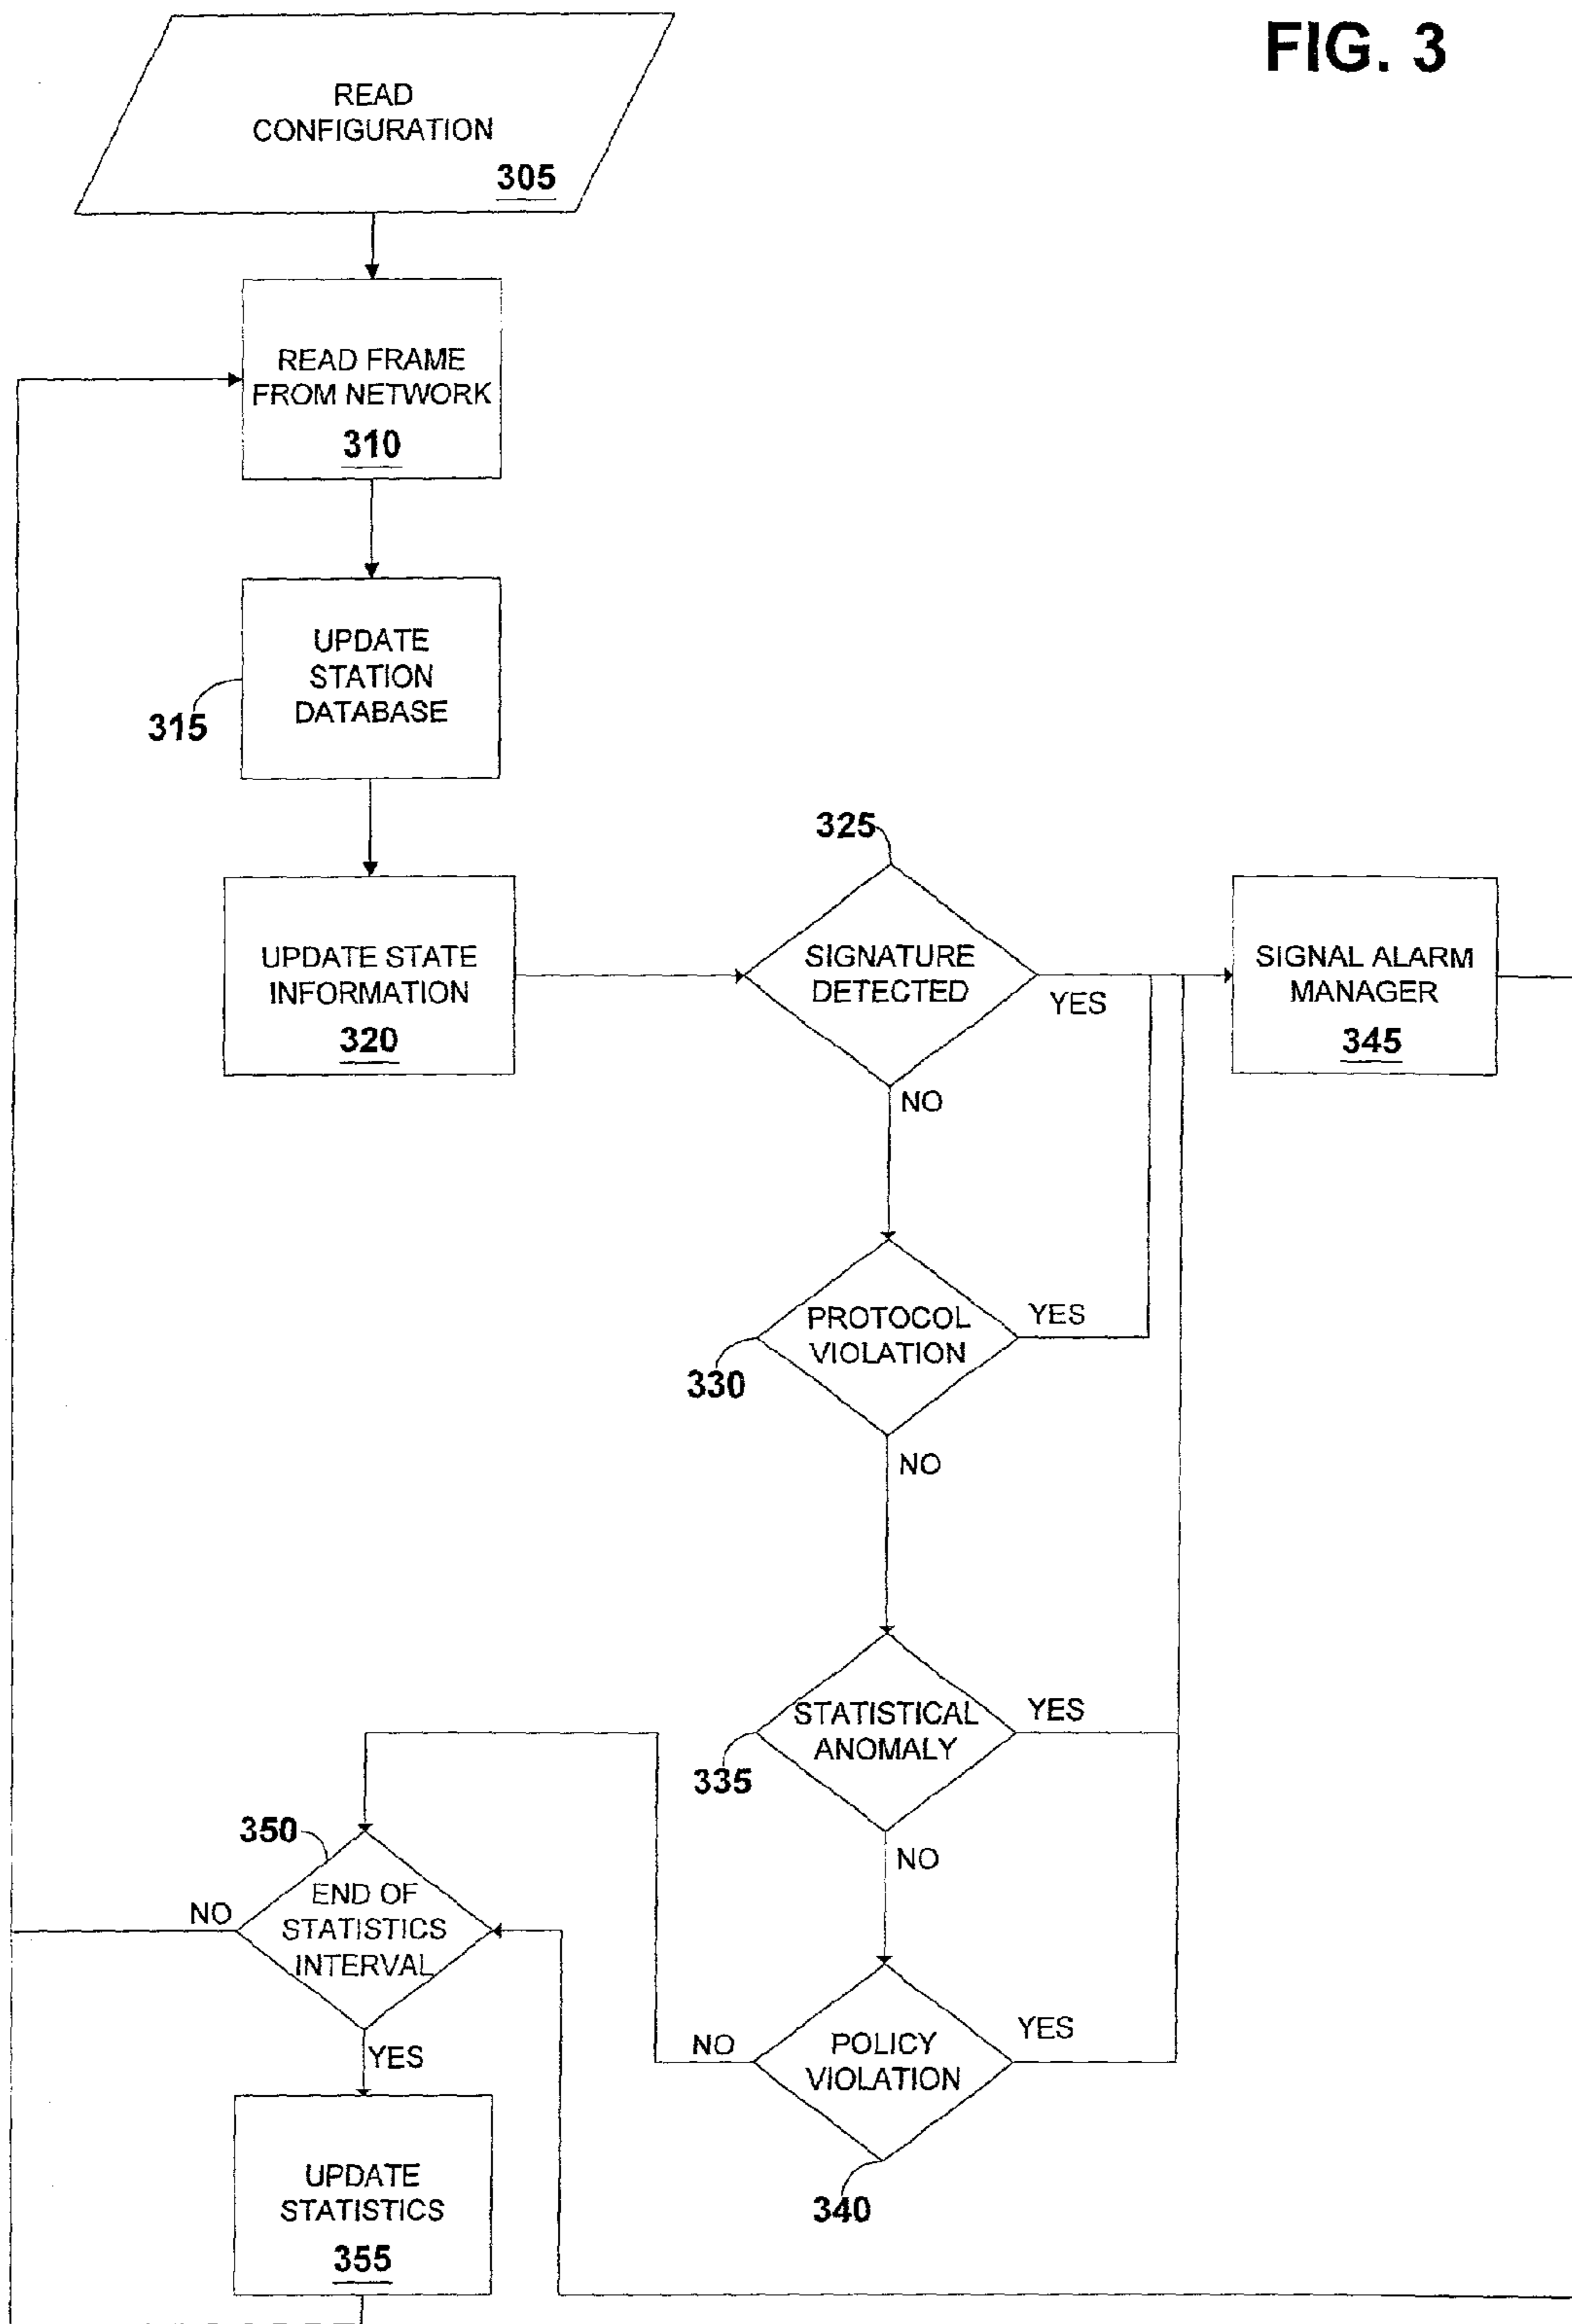 FIG. 3
READ
CONFIGURATION
305
READ FRAME
FROM NETWORK
310
UPDATE
STATION
DATABASE
315
UPDATE STATE
INFORMATION
320
325
SIGNATURE
DETECTED
YES
NO
SIGNAL ALARM
MANAGER
345
PROTOCOL
VIOLATION
YES
330
NO
STATISTICAL
ANOMALY
YES
335
NO
350
END OF
STATISTICS
INTERVAL
NO
YES
POLICY
VIOLATION
YES
NO
340
UPDATE
STATISTICS
355